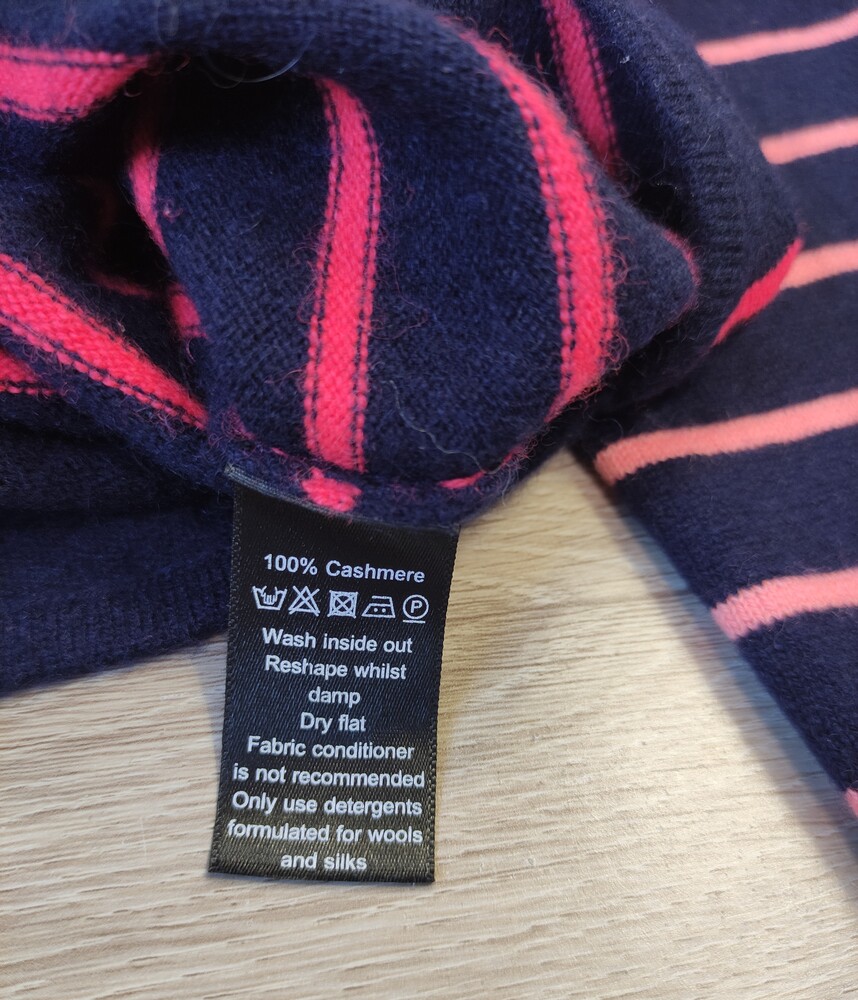 100% Cashmere
P
Wash inside out
Reshape whilst
damp
Dry flat
Fabric conditioner
is not recommended
Only use detergents
formulated for wools
and silks